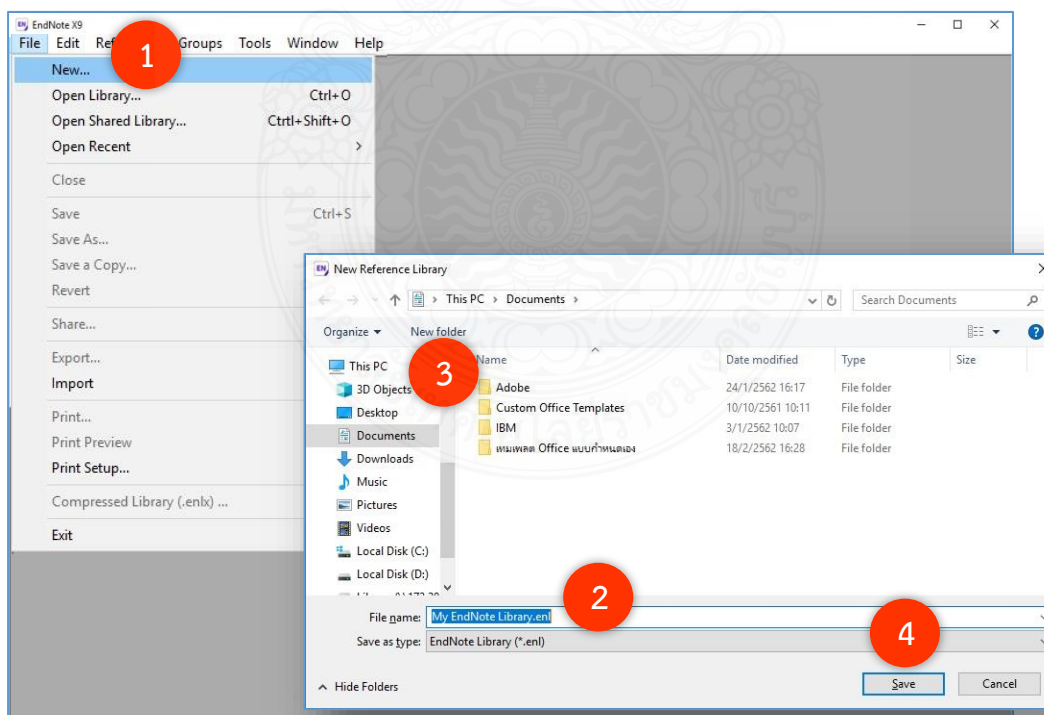 EndNote X9
File Edit Groups Tools Window Help
1
New...
Open Library... Ctrl+O
Open Shared Library... Ctrtl+Shift+O
Open Recent >
Close
Save Ctrl+S
Save As...
Save a Copy...
Revert
Share...
Export...
Import
Print...
Print Preview
Print Setup...
Compressed Library (.enlx) ...
Exit
New Reference Library
This PC > Documents >
Search Documents
Organize
New folder
3
Name Date modified Type Size
Adobe 24/1/2562 16:17 File folder
Custom Office Templates 10/10/2561 10:11 File folder
IBM 3/1/2562 10:07 File folder
เทมเพลต Office แบบกำหนดเอง 18/2/2562 16:28 File folder
This PC
3D Objects
Desktop
Documents
Downloads
Music
Pictures
Videos
Local Disk (C:)
Local Disk (D:)
2
File name: My EndNote Library.enl
Save as type: EndNote Library (*.enl)
4
Hide Folders
Save Cancel